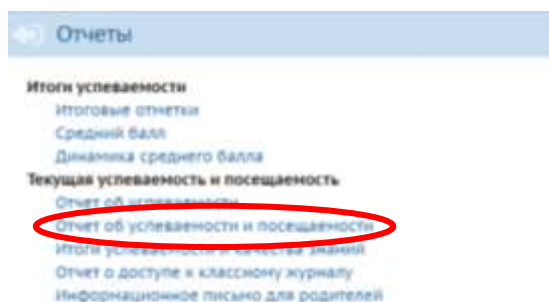 Отчеты
Итоги успеваемости
Итоговые отметки
Средний балл
Динамика среднего балла
Текущая успеваемость и посещаемость
Отчет об успеваемости
Отчет об успеваемости и посещаемости
Итоги успеваемости и качества знаний
Отчет о доступе к классному журналу
Информационное письмо для родителей